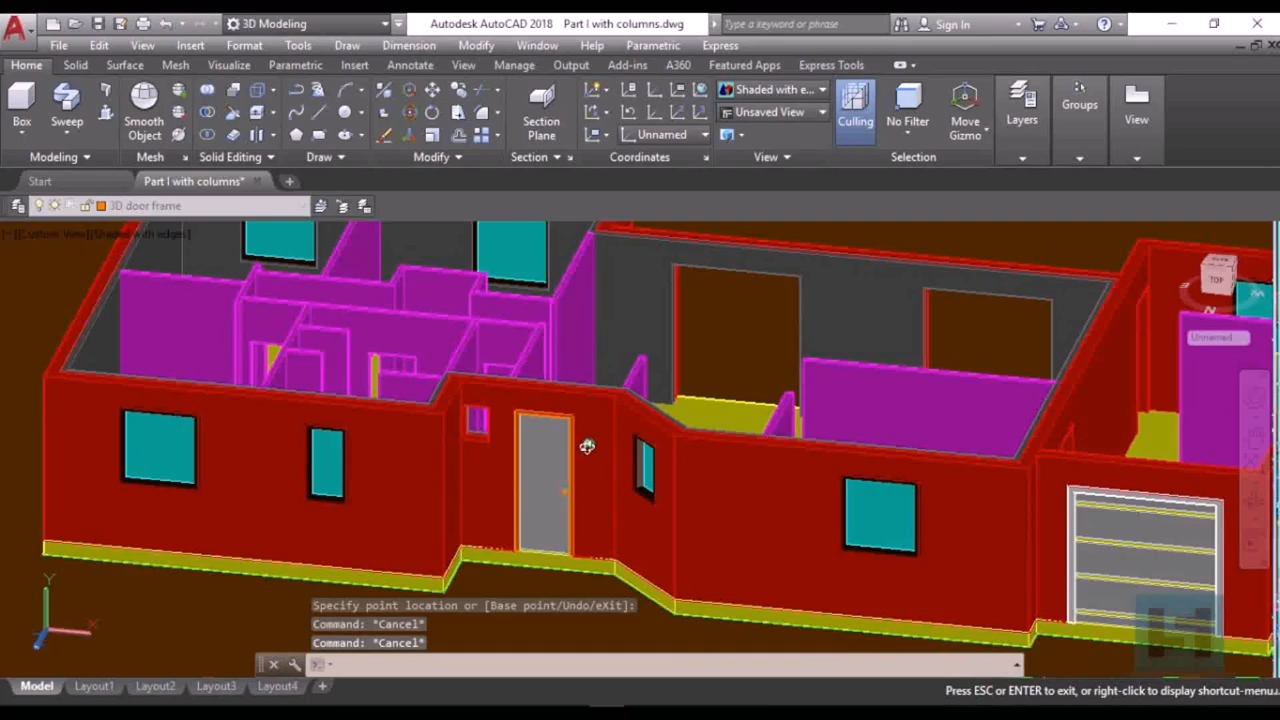 3D Modeling
Autodesk AutoCAD 2018 Part I with columns.dwg
Type a keyword or phrase
Sign In
File Edit View Insert Format Tools Draw Dimension Modify Window Help Parametric Express
Home Solid Surface Mesh Visualize Parametric Insert Annotate View Manage Output Add-ins A360 Featured Apps Express Tools
Box Sweep Smooth Object Section Plane Unnamed Shaded with e... Unsaved View Culling No Filter Move Gizmo Layers Groups View
Modeling Mesh Solid Editing Draw Modify Section Coordinates View Selection
Start Part I with columns*
3D door frame
[−][Custom View][Shaded with edges]
TOP
N
Unnamed
Specify point location or [Base point/Undo/eXit]:
Command: *Cancel*
Command: *Cancel*
Y
X
Model Layout1 Layout2 Layout3 Layout4 +
Press ESC or ENTER to exit, or right-click to display shortcut-menu.